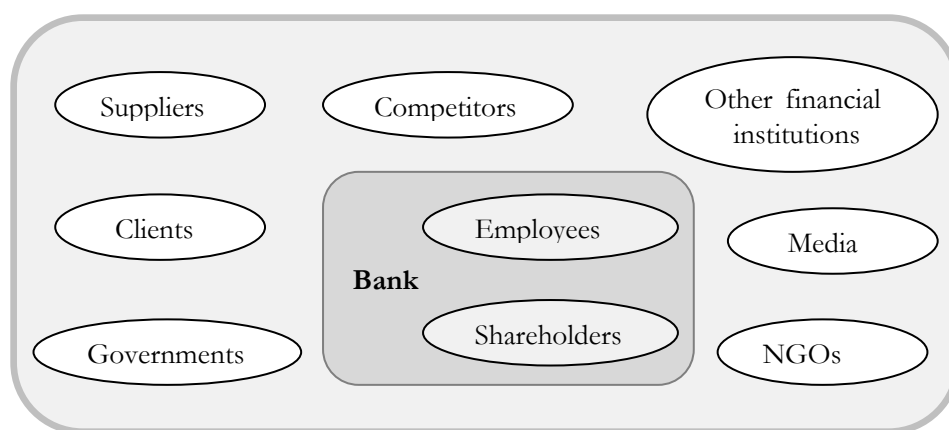 Suppliers
Competitors
Other financial
institutions
Clients
Employees
Media
Bank
Shareholders
Governments
NGOs